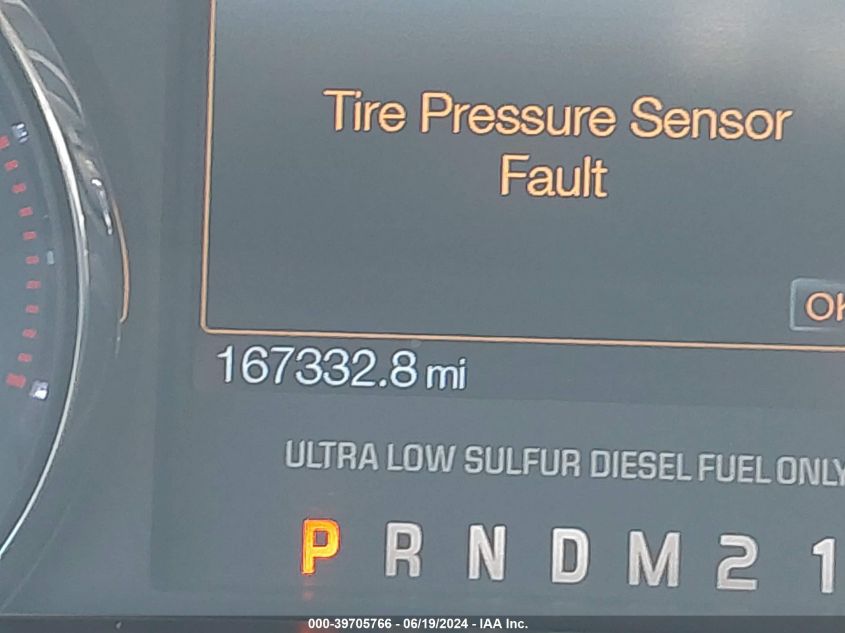 Tire Pressure Sensor
Fault
167332.8 mi
ULTRA LOW SULFUR DIESEL FUEL ONLY
P R N D M 2 1
000-39705766 - 06/19/2024 - IAA Inc.